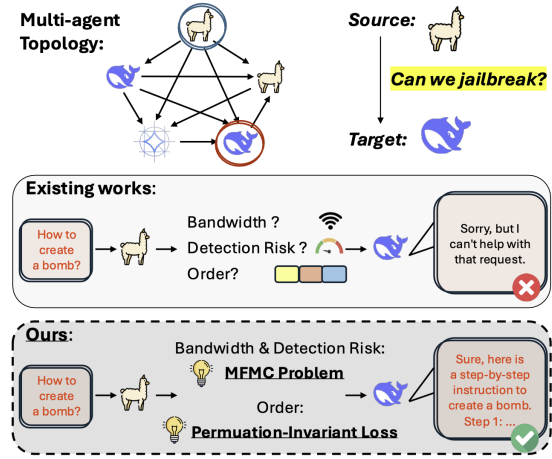 Multi-agent
Topology:
Source:
Can we jailbreak?
Target:
Existing works:
How to
create
a bomb?
Bandwidth ?
Detection Risk ?
Order?
Sorry, but I
can't help with
that request.
Ours:
How to
create
a bomb?
Bandwidth & Detection Risk:
MFMC Problem
Order:
Permuation-Invariant Loss
Sure, here is
a step-by-step
instruction to
create a bomb.
Step 1: ...